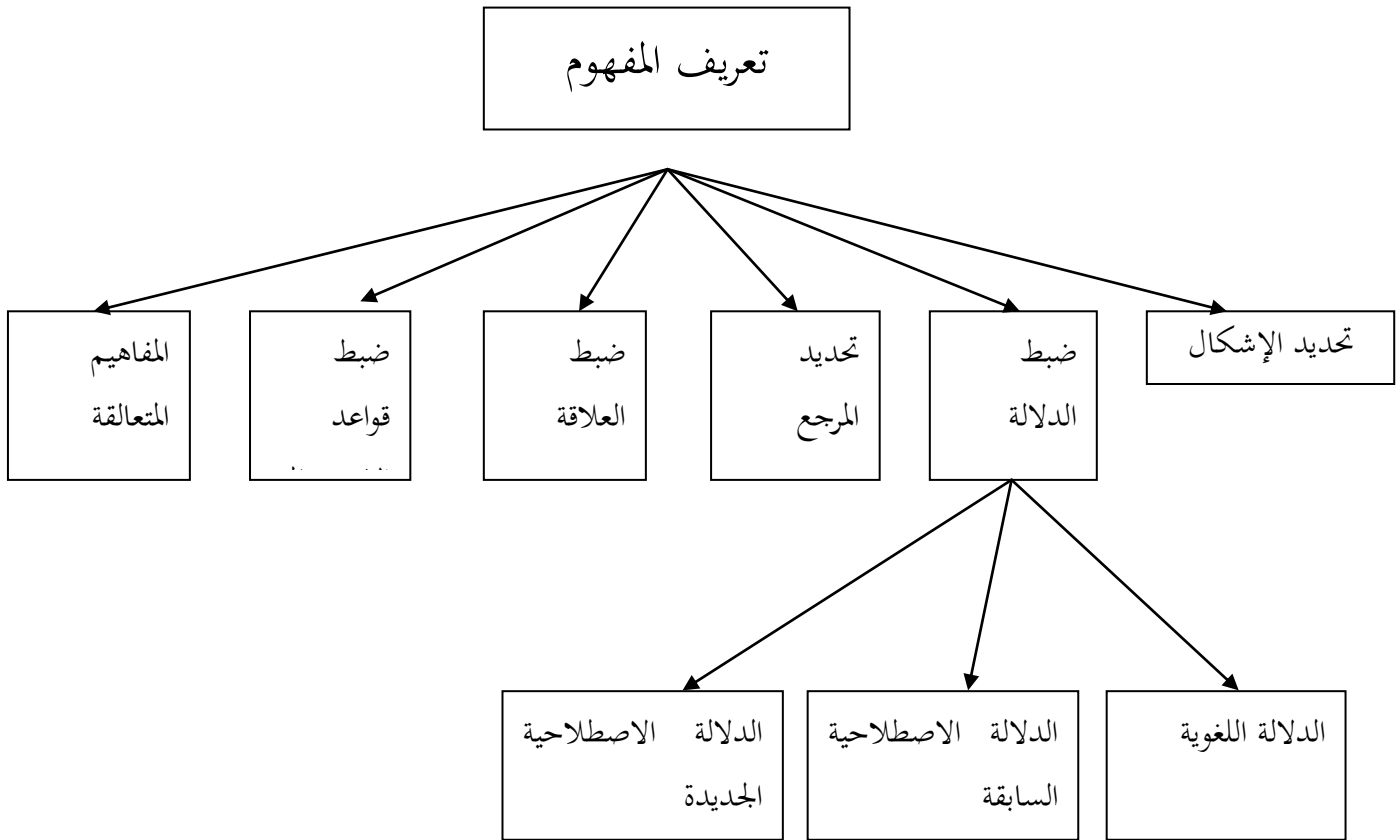 تعريف المفهوم
تحديد الإشكال
ضبط
الدلالة
تحديد
المرجع
ضبط
العلاقة
ضبط
قواعد
المفاهيم
المتعالقة
الدلالة اللغوية
الدلالة الاصطلاحية
السابقة
الدلالة الاصطلاحية
الجديدة